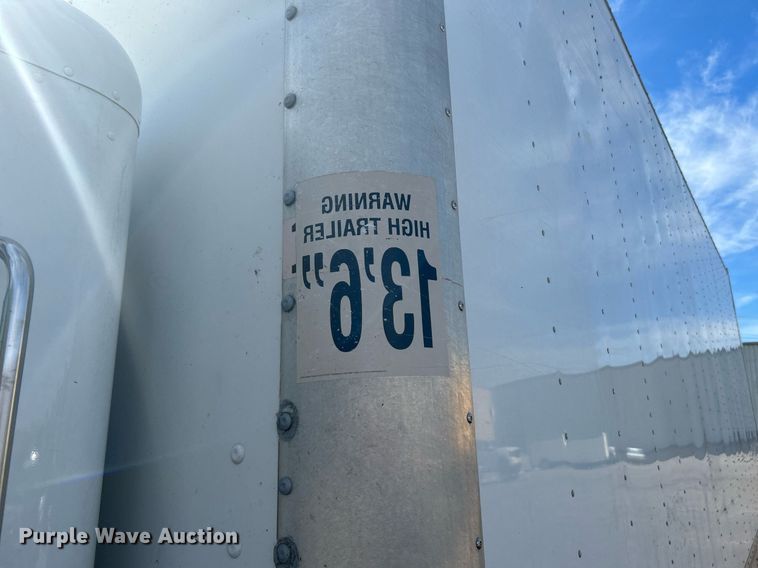 WARNING
HIGH TRAILER
13'6"
Purple Wave Auction